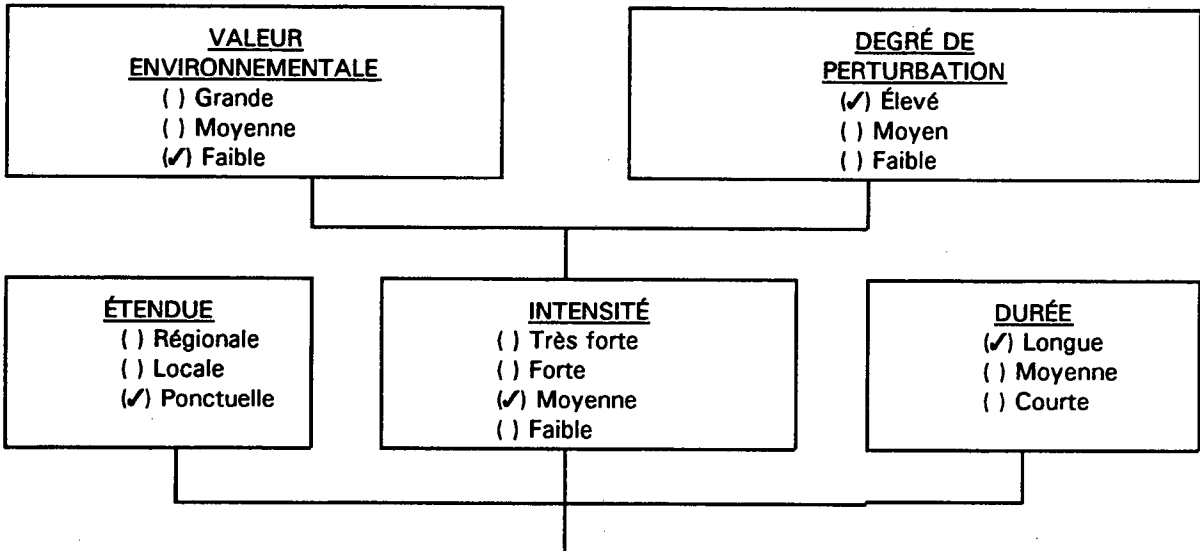 VALEUR
ENVIRONNEMENTALE
( ) Grande
( ) Moyenne
(✓) Faible
DEGRÉ DE
PERTURBATION
(✓) Élevé
( ) Moyen
( ) Faible
ÉTENDUE
( ) Régionale
( ) Locale
(✓) Ponctuelle
INTENSITÉ
( ) Très forte
( ) Forte
(✓) Moyenne
( ) Faible
DURÉE
(✓) Longue
( ) Moyenne
( ) Courte